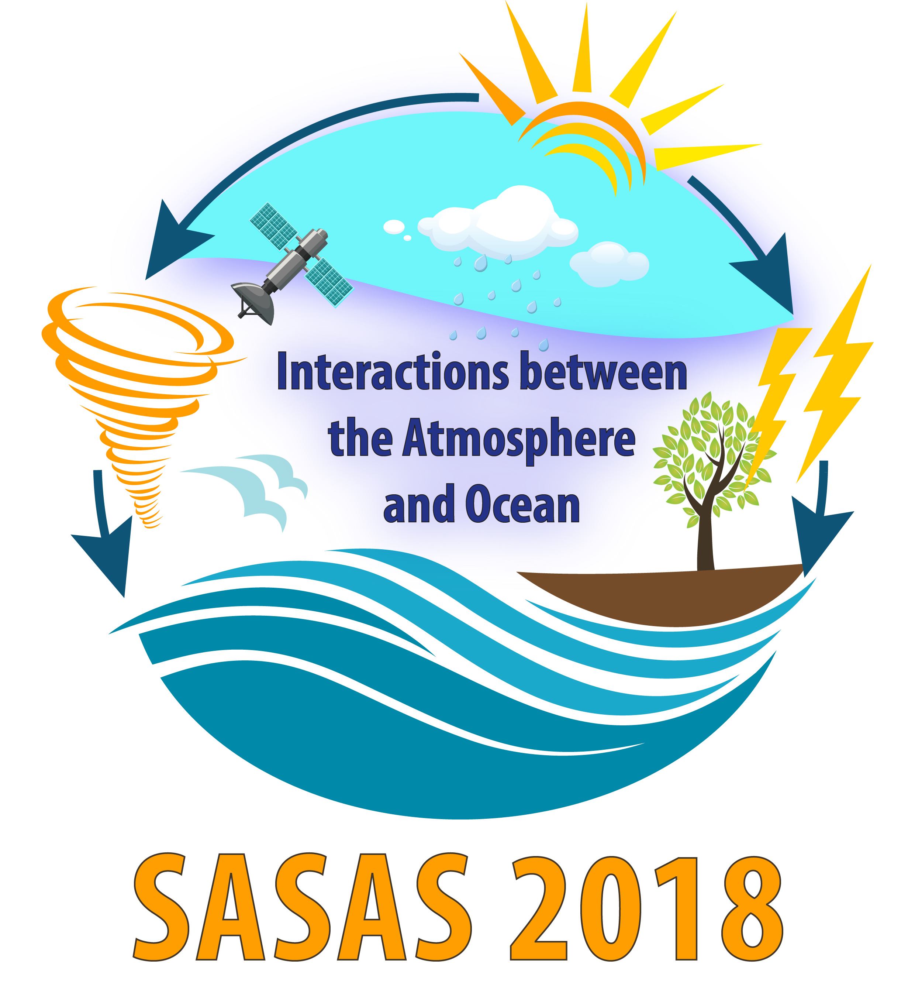 Interactions between
the Atmosphere
and Ocean
SASAS 2018